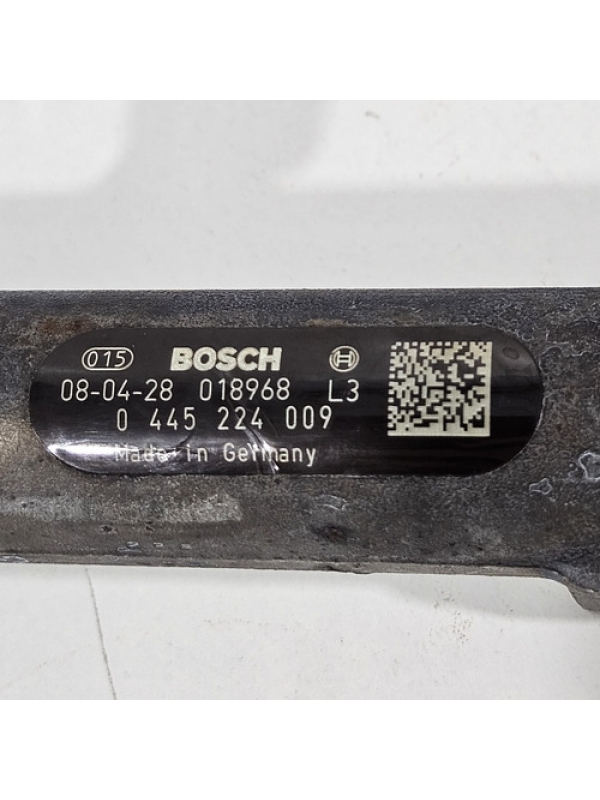 015 BOSCH
08-04-28 018968 L3
0 445 224 009
Made in Germany